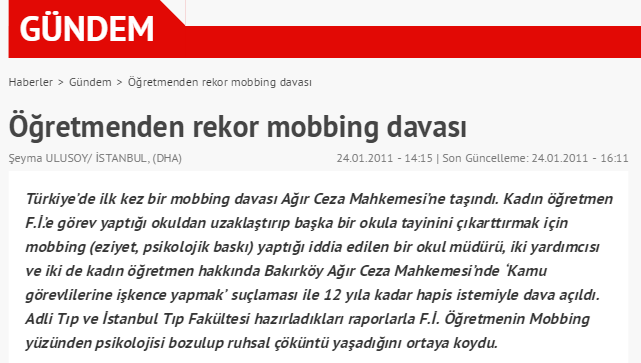 GÜNDEM
Haberler > Gündem > Öğretmenden rekor mobbing davası
Öğretmenden rekor mobbing davası
Şeyma ULUSOY/ İSTANBUL, (DHA) 24.01.2011 - 14:15 | Son Güncelleme: 24.01.2011 - 16:11
Türkiye’de ilk kez bir mobbing davası Ağır Ceza Mahkemesi’ne taşındı. Kadın öğretmen
F.İ.’e görev yaptığı okuldan uzaklaştırıp başka bir okula tayinini çıkarttırmak için
mobbing (eziyet, psikolojik baskı) yaptığı iddia edilen bir okul müdürü, iki yardımcısı
ve iki de kadın öğretmen hakkında Bakırköy Ağır Ceza Mahkemesi’nde ‘Kamu
görevlilerine işkence yapmak’ suçlaması ile 12 yıla kadar hapis istemiyle dava açıldı.
Adli Tıp ve İstanbul Tıp Fakültesi hazırladıkları raporlarla F.İ. Öğretmenin Mobbing
yüzünden psikolojisi bozulup ruhsal çöküntü yaşadığını ortaya koydu.